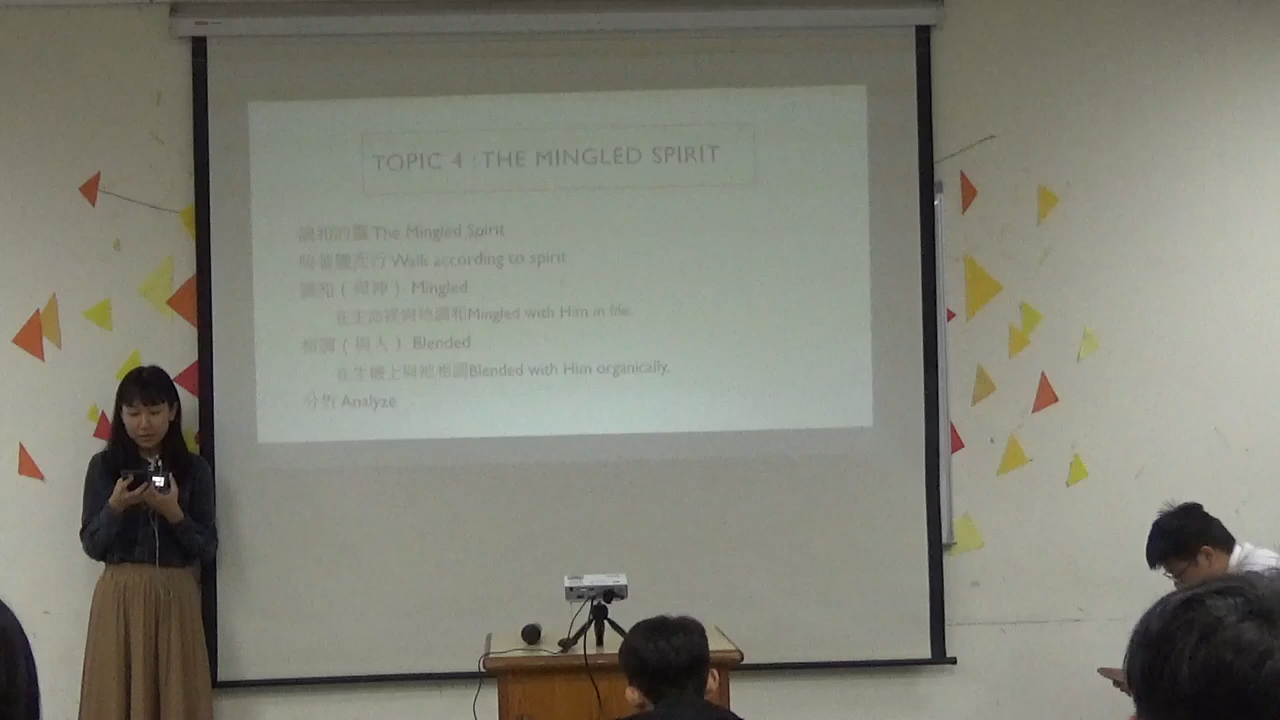 TOPIC 4 : THE MINGLED SPIRIT
調和的靈 The Mingled Spirit
照著靈而行 Walk according to spirit
調和（與神） Mingled
在生命裡與祂調和Mingled with Him in life.
相調（與人） Blended
在生機上與祂相調Blended with Him organically.
分析 Analyze